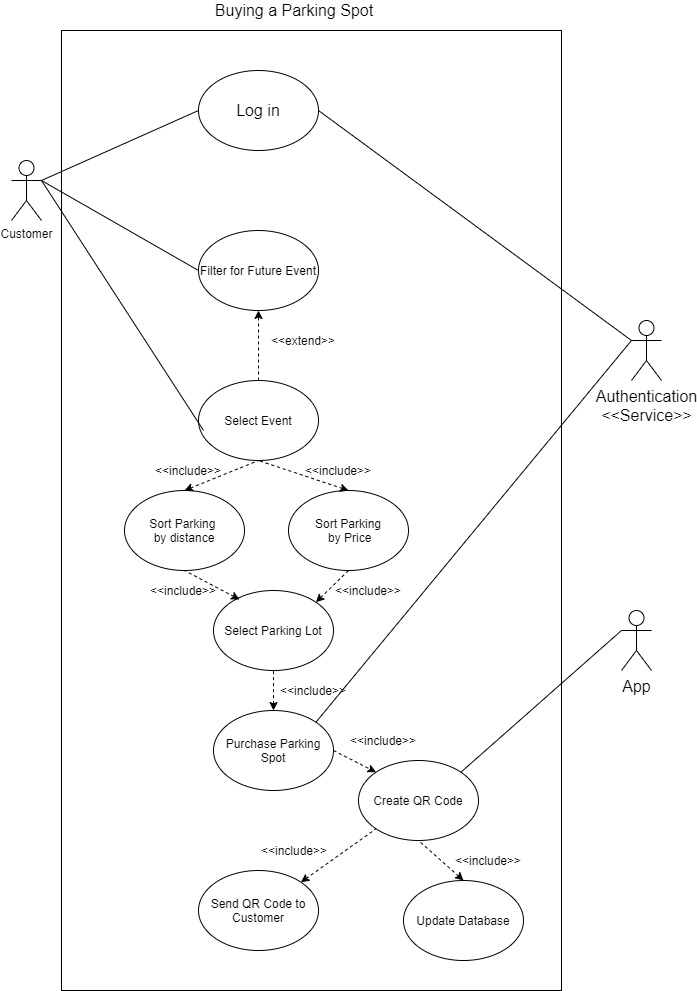 Buying a Parking Spot
Log in
Customer
Filter for Future Event
<<extend>>
Authentication
<<Service>>
Select Event
<<include>>
<<include>>
Sort Parking
by distance
Sort Parking
by Price
<<include>>
<<include>>
Select Parking Lot
App
<<include>>
Purchase Parking
Spot
<<include>>
Create QR Code
<<include>>
<<include>>
Send QR Code to
Customer
Update Database